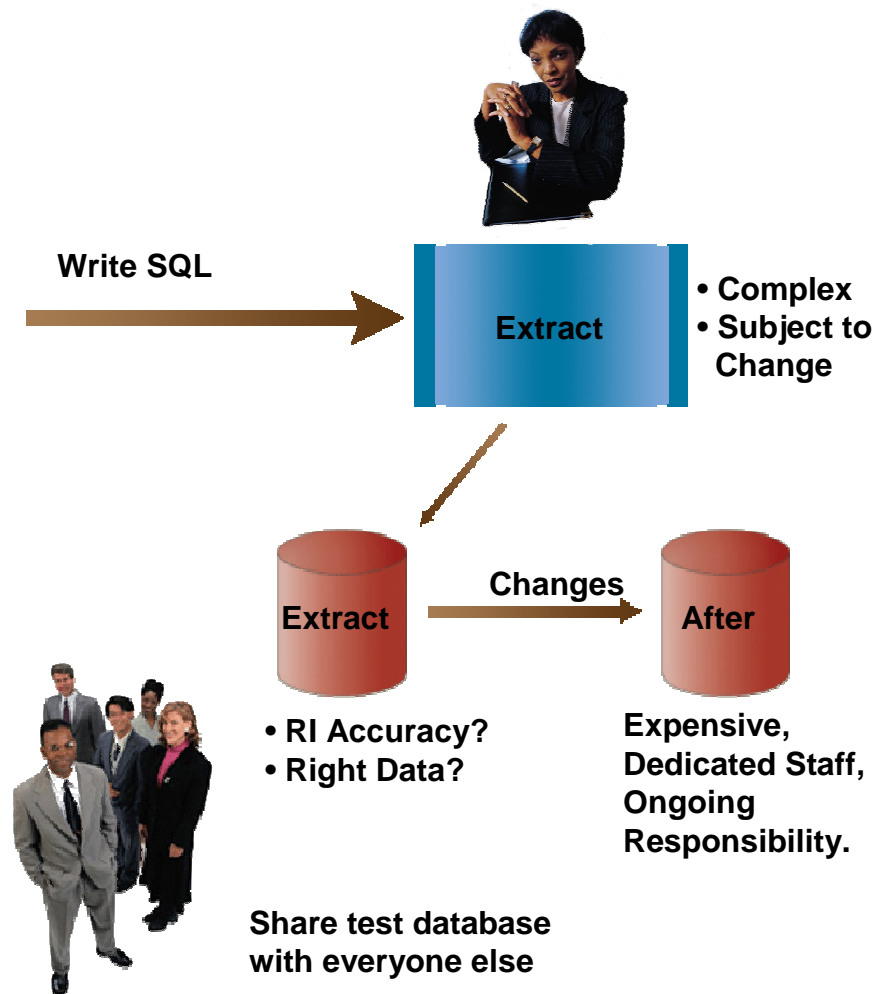 Write SQL
Extract
• Complex
• Subject to
Change
Extract
Changes
After
• RI Accuracy?
• Right Data?
Expensive,
Dedicated Staff,
Ongoing
Responsibility.
Share test database
with everyone else